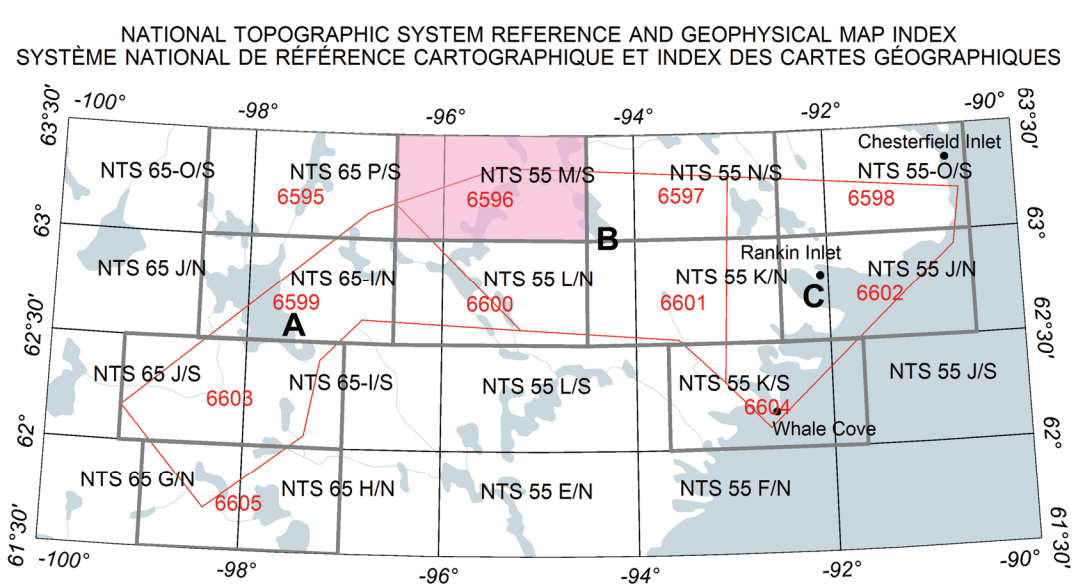 NATIONAL TOPOGRAPHIC SYSTEM REFERENCE AND GEOPHYSICAL MAP INDEX
SYSTÈME NATIONAL DE RÉFÉRENCE CARTOGRAPHIQUE ET INDEX DES CARTES GÉOGRAPHIQUES
63°30' -100° -98° -96° -94° -92° -90° 63°30'
Chesterfield Inlet
NTS 65-O/S NTS 65 P/S NTS 55 M/S NTS 55 N/S NTS 55-O/S
6595 6596 6597 6598
63° B 63°
Rankin Inlet
NTS 65 J/N NTS 65-I/N NTS 55 L/N NTS 55 K/N NTS 55 J/N
6599 6600 6601 C 6602
62°30' A 62°30'
NTS 65 J/S NTS 65-I/S NTS 55 L/S NTS 55 K/S NTS 55 J/S
6603 6604
62° Whale Cove 62°
NTS 65 G/N NTS 65 H/N NTS 55 E/N NTS 55 F/N
6605
61°30' -100° -98° -96° -94° -92° -90° 61°30'